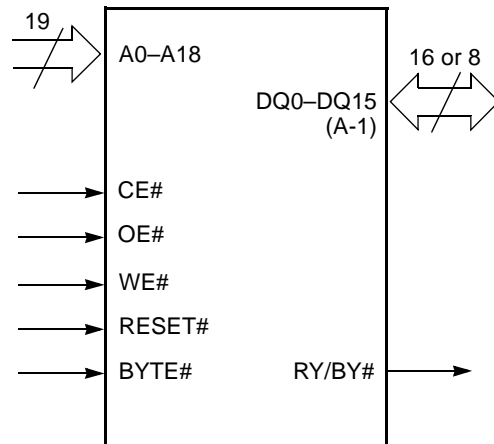 19
A0–A18
16 or 8
DQ0–DQ15
(A-1)
CE#
OE#
WE#
RESET#
BYTE#
RY/BY#